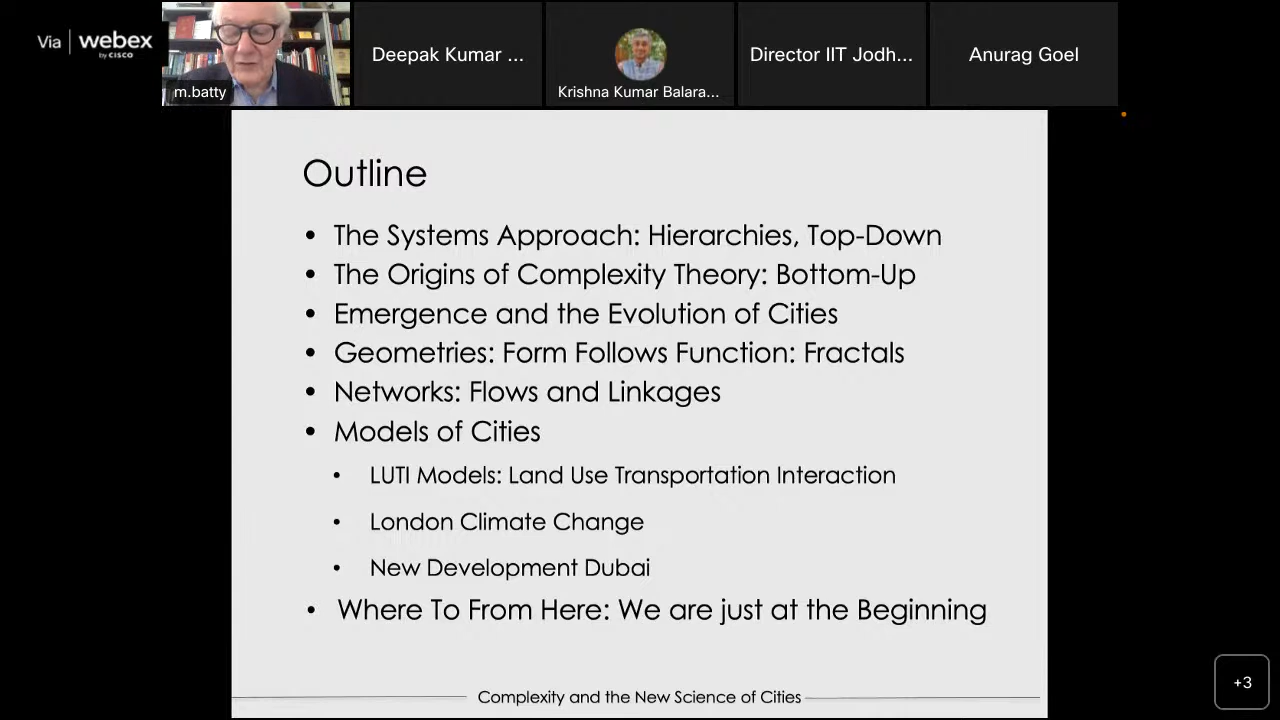 Via | webex
by CISCO
m.batty
Deepak Kumar ...
Krishna Kumar Balara...
Director IIT Jodh...
Anurag Goel
Outline
• The Systems Approach: Hierarchies, Top-Down
• The Origins of Complexity Theory: Bottom-Up
• Emergence and the Evolution of Cities
• Geometries: Form Follows Function: Fractals
• Networks: Flows and Linkages
• Models of Cities
• LUTI Models: Land Use Transportation Interaction
• London Climate Change
• New Development Dubai
• Where To From Here: We are just at the Beginning
Complexity and the New Science of Cities
+3